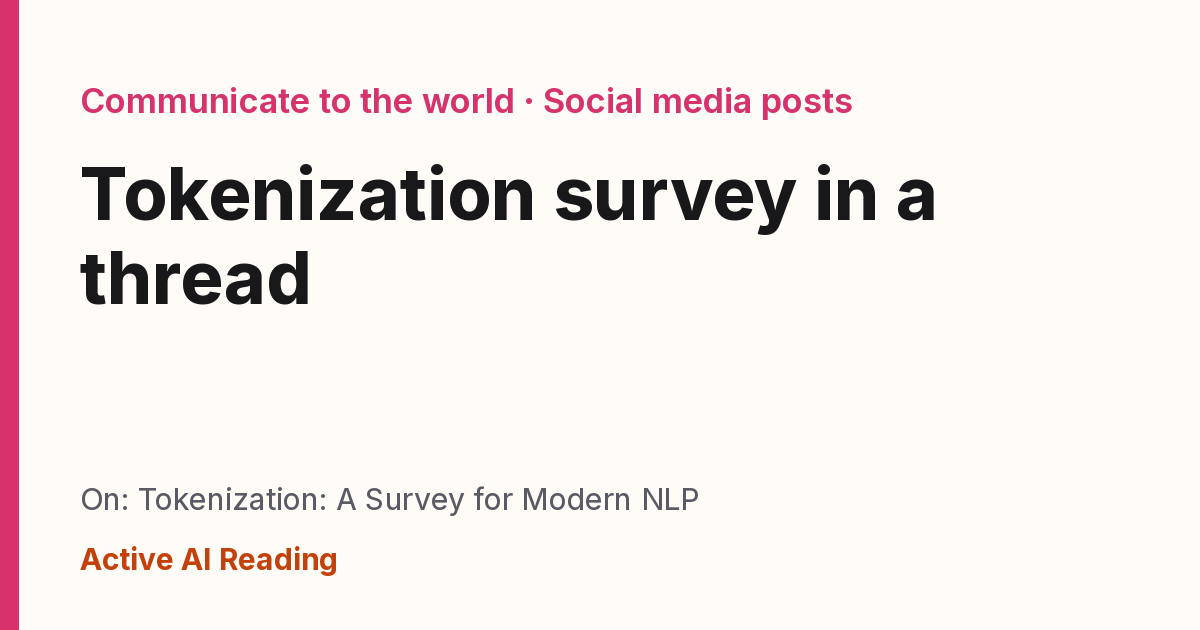 Communicate to the world · Social media posts
Tokenization survey in a
thread
On: Tokenization: A Survey for Modern NLP
Active AI Reading